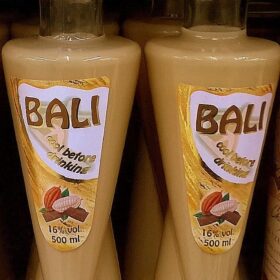 BALI
cool before
drinking
16% vol.
500 ml
BALI
cool before
drinking
16% vol.
500 ml